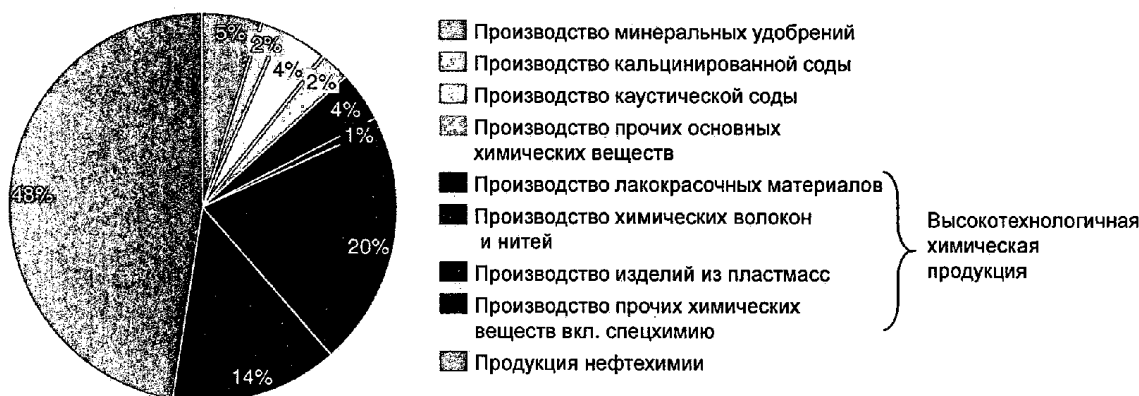 5%
2%
4%
2%
4%
1%
20%
14%
48%
Производство минеральных удобрений
Производство кальцинированной соды
Производство каустической соды
Производство прочих основных
химических веществ
Производство лакокрасочных материалов
Производство химических волокон
и нитей
Производство изделий из пластмасс
Производство прочих химических
веществ вкл. спецхимию
Продукция нефтехимии
Высокотехнологичная
химическая
продукция